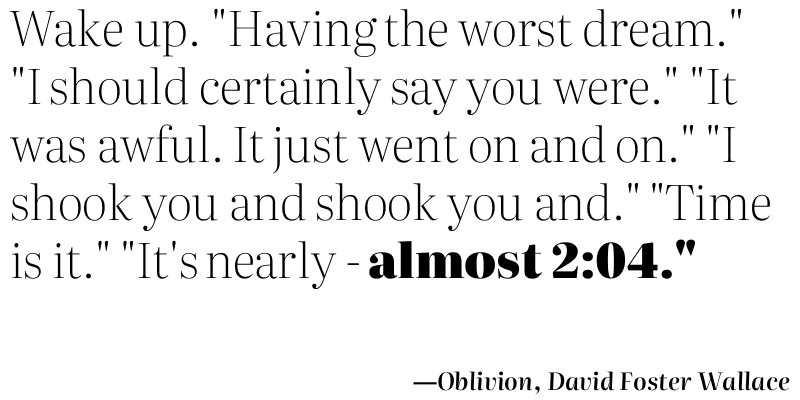 Wake up. "Having the worst dream."
"I should certainly say you were." "It
was awful. It just went on and on." "I
shook you and shook you and." "Time
is it." "It's nearly - almost 2:04."
—Oblivion, David Foster Wallace